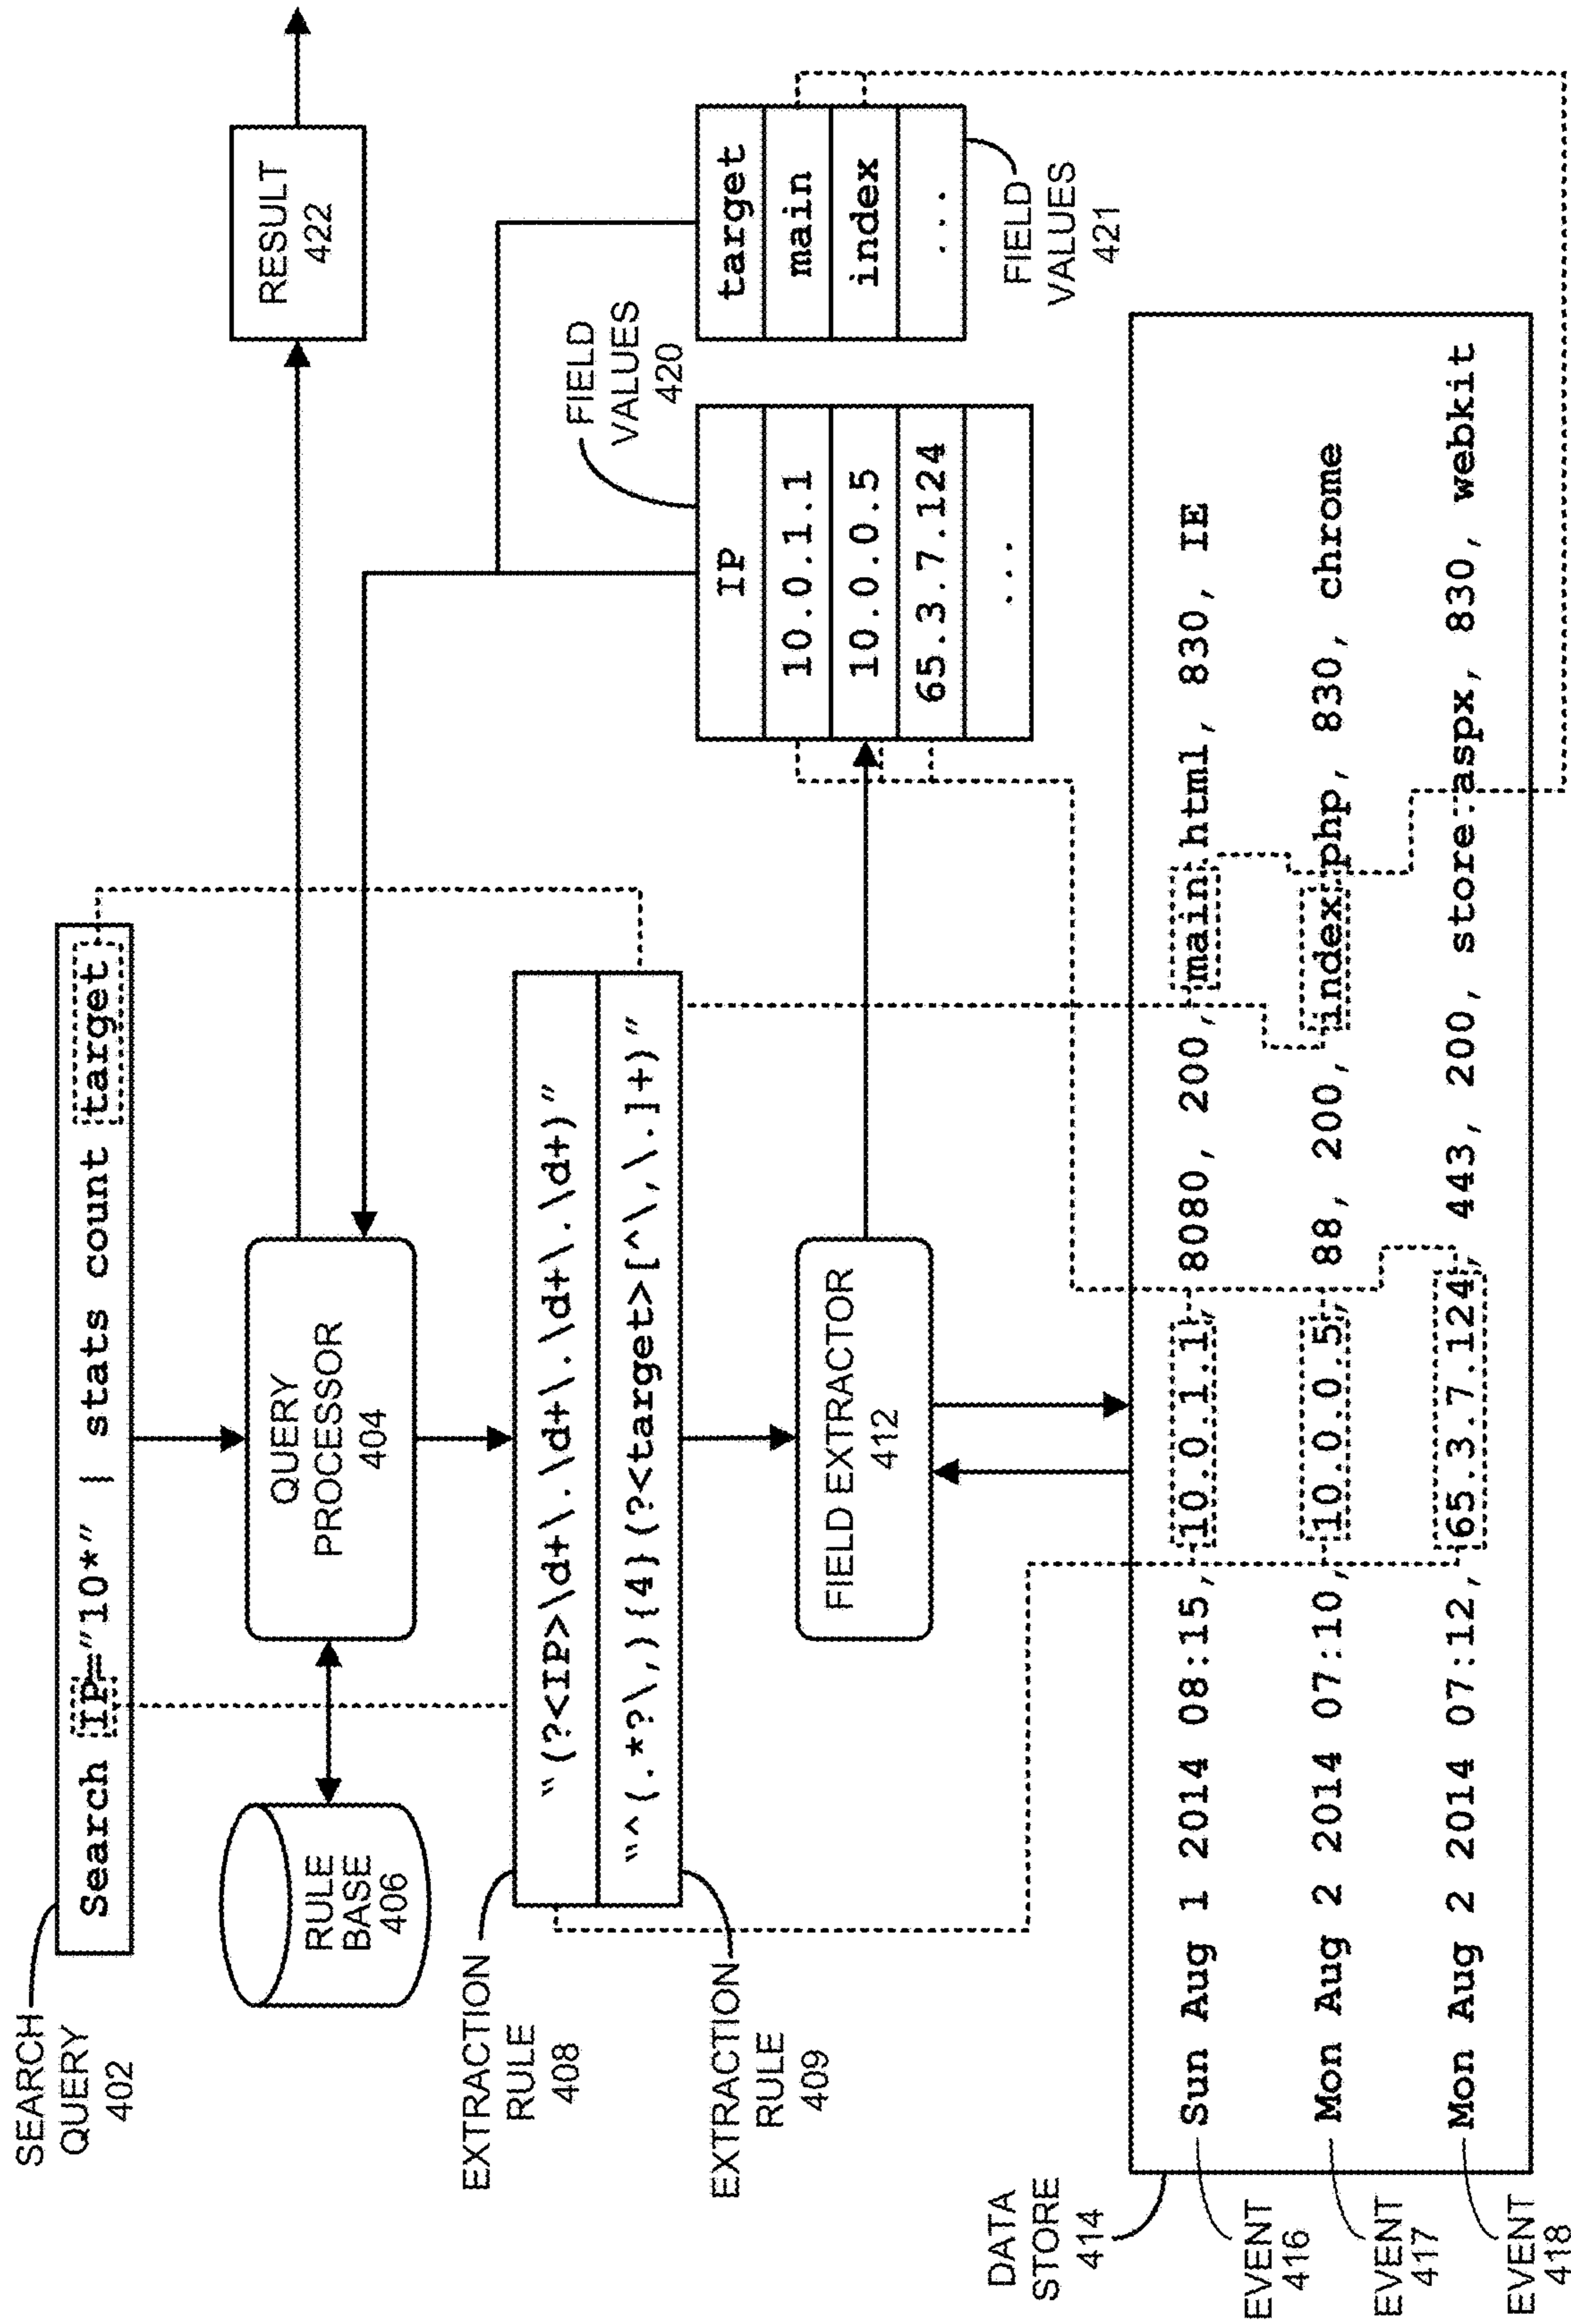 SEARCH
QUERY
402
Search IP="10*" | stats count target
RULE
BASE
406
QUERY
PROCESSOR
404
RESULT
422
EXTRACTION
RULE
408
"(?<IP>\d+\.\d+\.\d+\.\d+)"
"^(.*?\,){4}(?<target>[^\,\.]+)"
EXTRACTION
RULE
409
FIELD EXTRACTOR
412
FIELD
VALUES
420
IP
10.0.1.1
10.0.0.5
65.3.7.124
...
target
main
index
...
FIELD
VALUES
421
DATA
STORE
414
EVENT
416
Sun Aug 1 2014 08:15, 10.0.1.1, 8080, 200, main.html, 830, IE
EVENT
417
Mon Aug 2 2014 07:10, 10.0.0.5, 88, 200, index.php, 830, chrome
EVENT
418
Mon Aug 2 2014 07:12, 65.3.7.124, 443, 200, store.aspx, 830, webkit